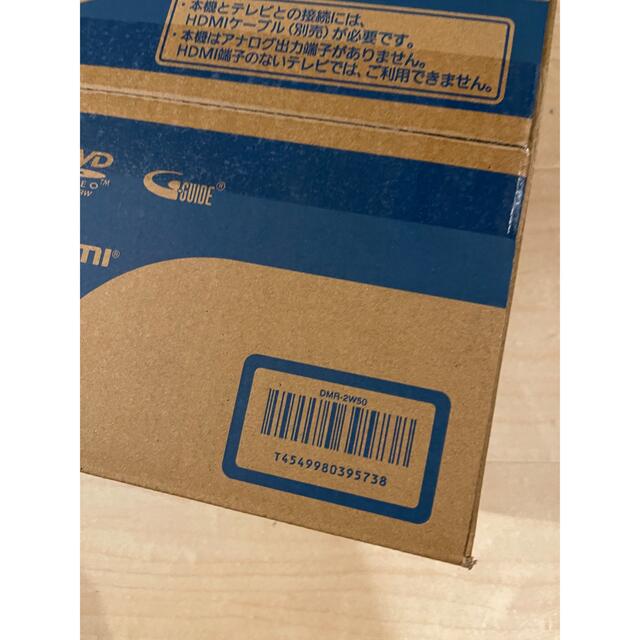 ・本機とテレビとの接続には、
HDMIケーブル(別売)が必要です。
・本機はアナログ出力端子がありません。
HDMI端子のないテレビでは、ご利用できません。
G-GUIDE®
DMR-2W50
T4549980395738